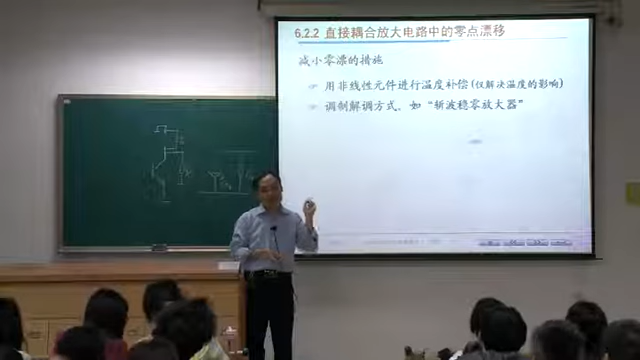 6.2.2 直接耦合放大电路中的零点漂移
减小零漂的措施
用非线性元件进行温度补偿(仅解决温度的影响)
调制解调方式。如“斩波稳零放大器”